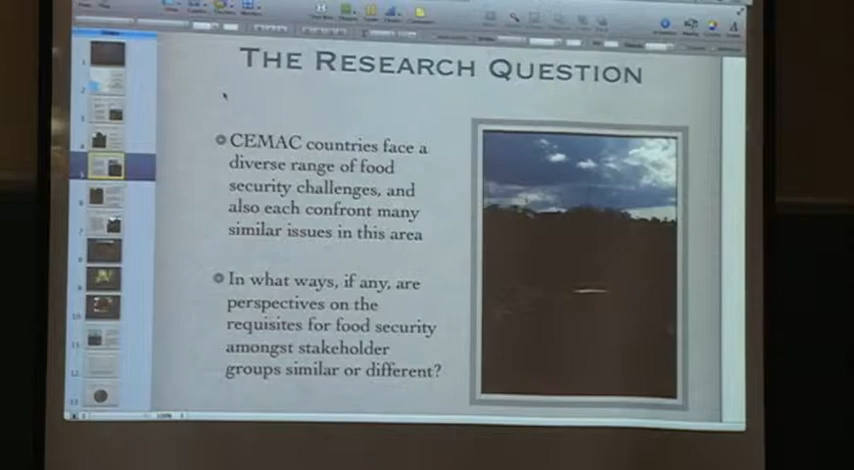 THE RESEARCH QUESTION
CEMAC countries face a
diverse range of food
security challenges, and
also each confront many
similar issues in this area
In what ways, if any, are
perspectives on the
requisites for food security
amongst stakeholder
groups similar or different?